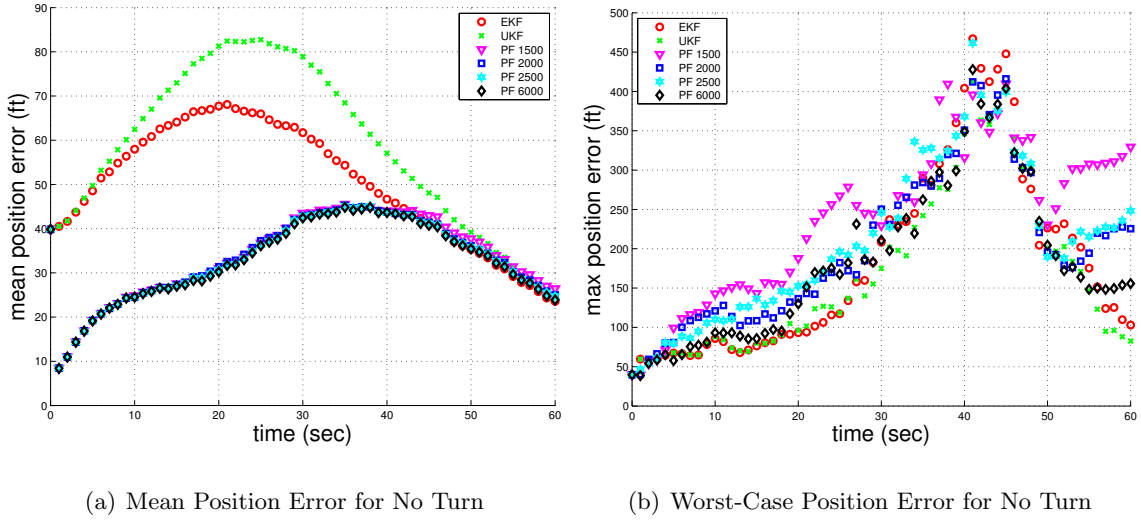 90
80
70
60
50
40
30
20
10
0
mean position error (ft)
0 10 20 30 40 50 60
time (sec)
EKF
UKF
PF 1500
PF 2000
PF 2500
PF 6000
(a) Mean Position Error for No Turn
500
450
400
350
300
250
200
150
100
50
0
max position error (ft)
0 10 20 30 40 50 60
time (sec)
EKF
UKF
PF 1500
PF 2000
PF 2500
PF 6000
(b) Worst-Case Position Error for No Turn